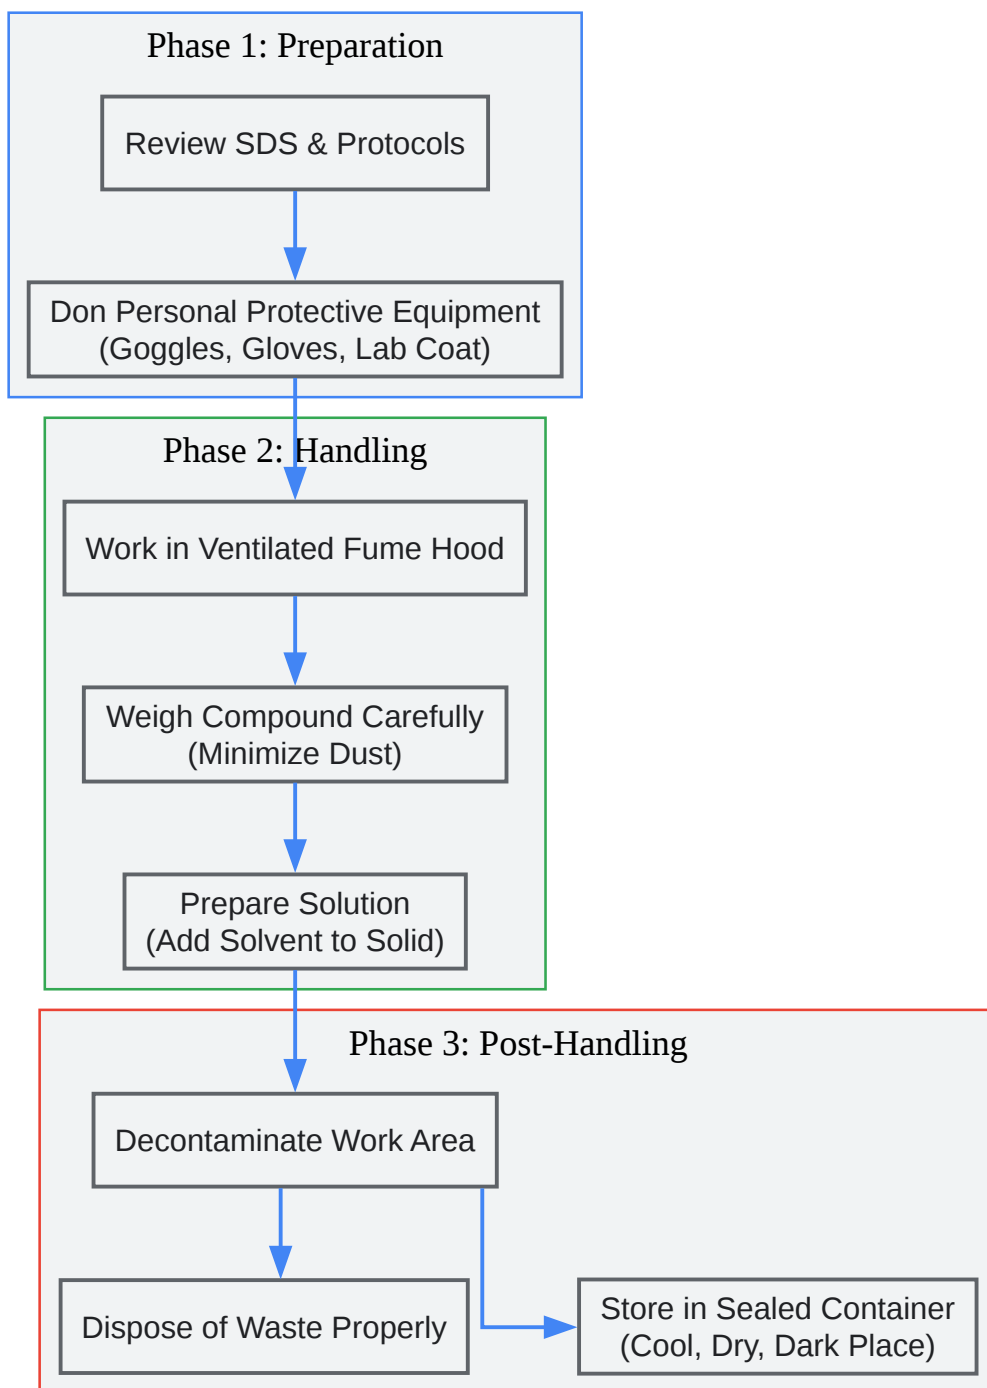 Phase 1: Preparation
Review SDS & Protocols
Don Personal Protective Equipment
(Goggles, Gloves, Lab Coat)
Phase 2: Handling
Work in Ventilated Fume Hood
Weigh Compound Carefully
(Minimize Dust)
Prepare Solution
(Add Solvent to Solid)
Phase 3: Post-Handling
Decontaminate Work Area
Dispose of Waste Properly
Store in Sealed Container
(Cool, Dry, Dark Place)